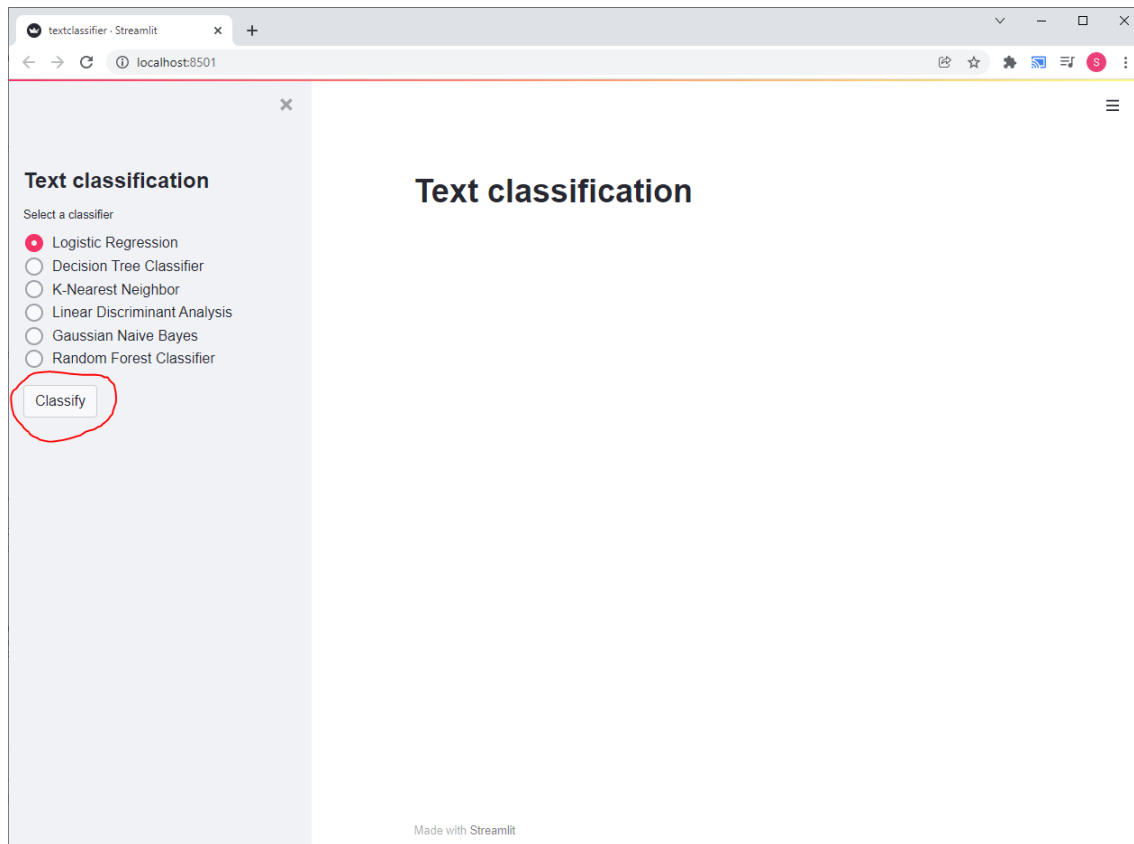 textclassifier · Streamlit
localhost:8501
S
Text classification
Select a classifier
Logistic Regression
Decision Tree Classifier
K-Nearest Neighbor
Linear Discriminant Analysis
Gaussian Naive Bayes
Random Forest Classifier
Classify
Text classification
Made with Streamlit